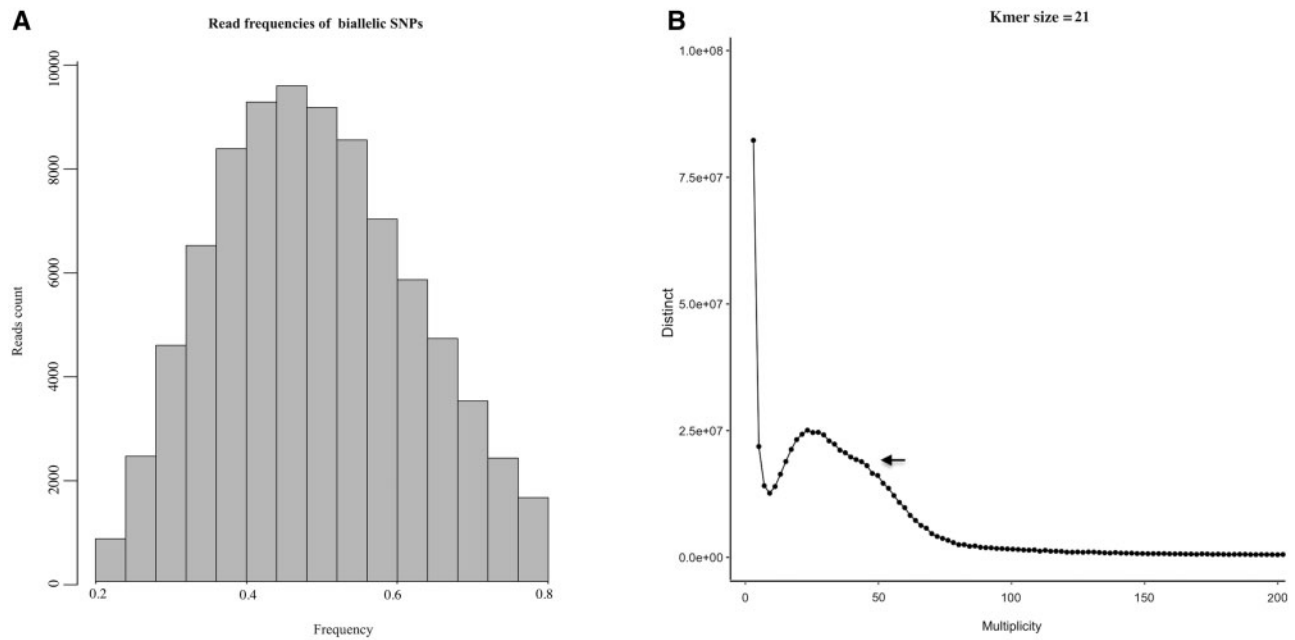 A
Read frequencies of biallelic SNPs
10000
8000
6000
4000
2000
0
Reads count
0.2
0.4
0.6
0.8
Frequency
B
Kmer size = 21
1.0e+08
7.5e+07
5.0e+07
2.5e+07
0.0e+00
Distinct
0
50
100
150
200
Multiplicity